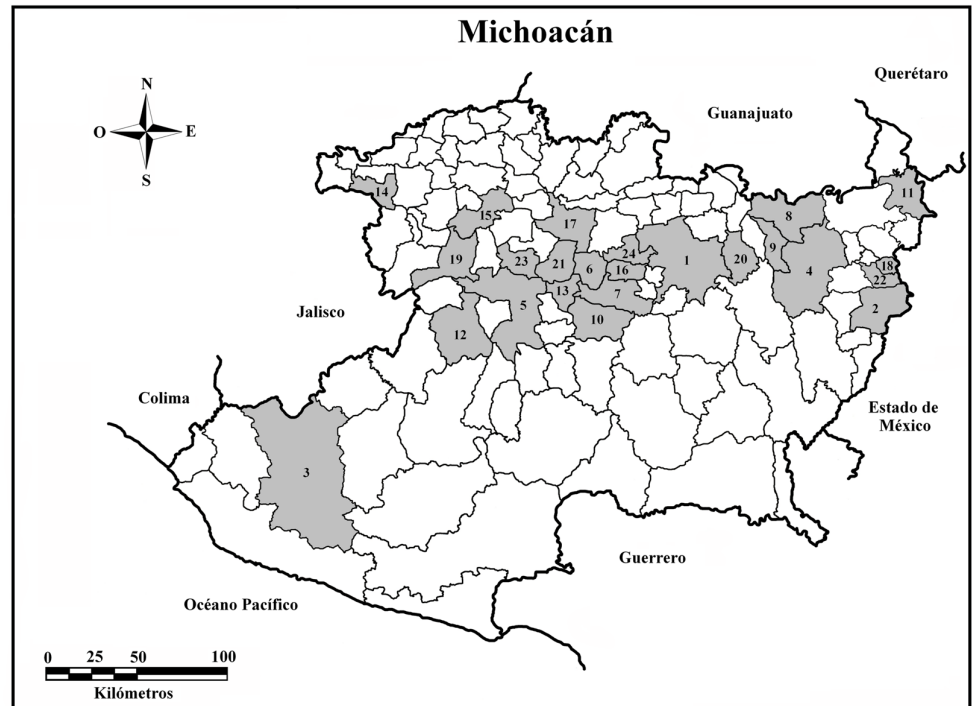 Michoacán
Querétaro
Guanajuato
N
O
E
S
11
14
8
15
17
9
24
1
20
19
23
21
6
16
4
18
22
13
7
5
2
10
12
Jalisco
Colima
Estado de
México
3
Guerrero
Océano Pacífico
0 25 50 100
Kilómetros